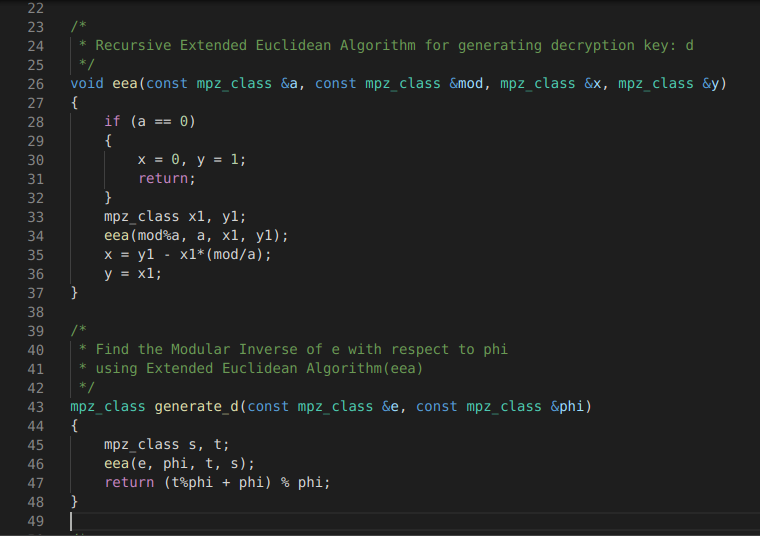 22
23 /*
24  * Recursive Extended Euclidean Algorithm for generating decryption key: d
25  */
26 void eea(const mpz_class &a, const mpz_class &mod, mpz_class &x, mpz_class &y)
27 {
28     if (a == 0)
29     {
30         x = 0, y = 1;
31         return;
32     }
33     mpz_class x1, y1;
34     eea(mod%a, a, x1, y1);
35     x = y1 - x1*(mod/a);
36     y = x1;
37 }
38
39 /*
40  * Find the Modular Inverse of e with respect to phi
41  * using Extended Euclidean Algorithm(eea)
42  */
43 mpz_class generate_d(const mpz_class &e, const mpz_class &phi)
44 {
45     mpz_class s, t;
46     eea(e, phi, t, s);
47     return (t%phi + phi) % phi;
48 }
49